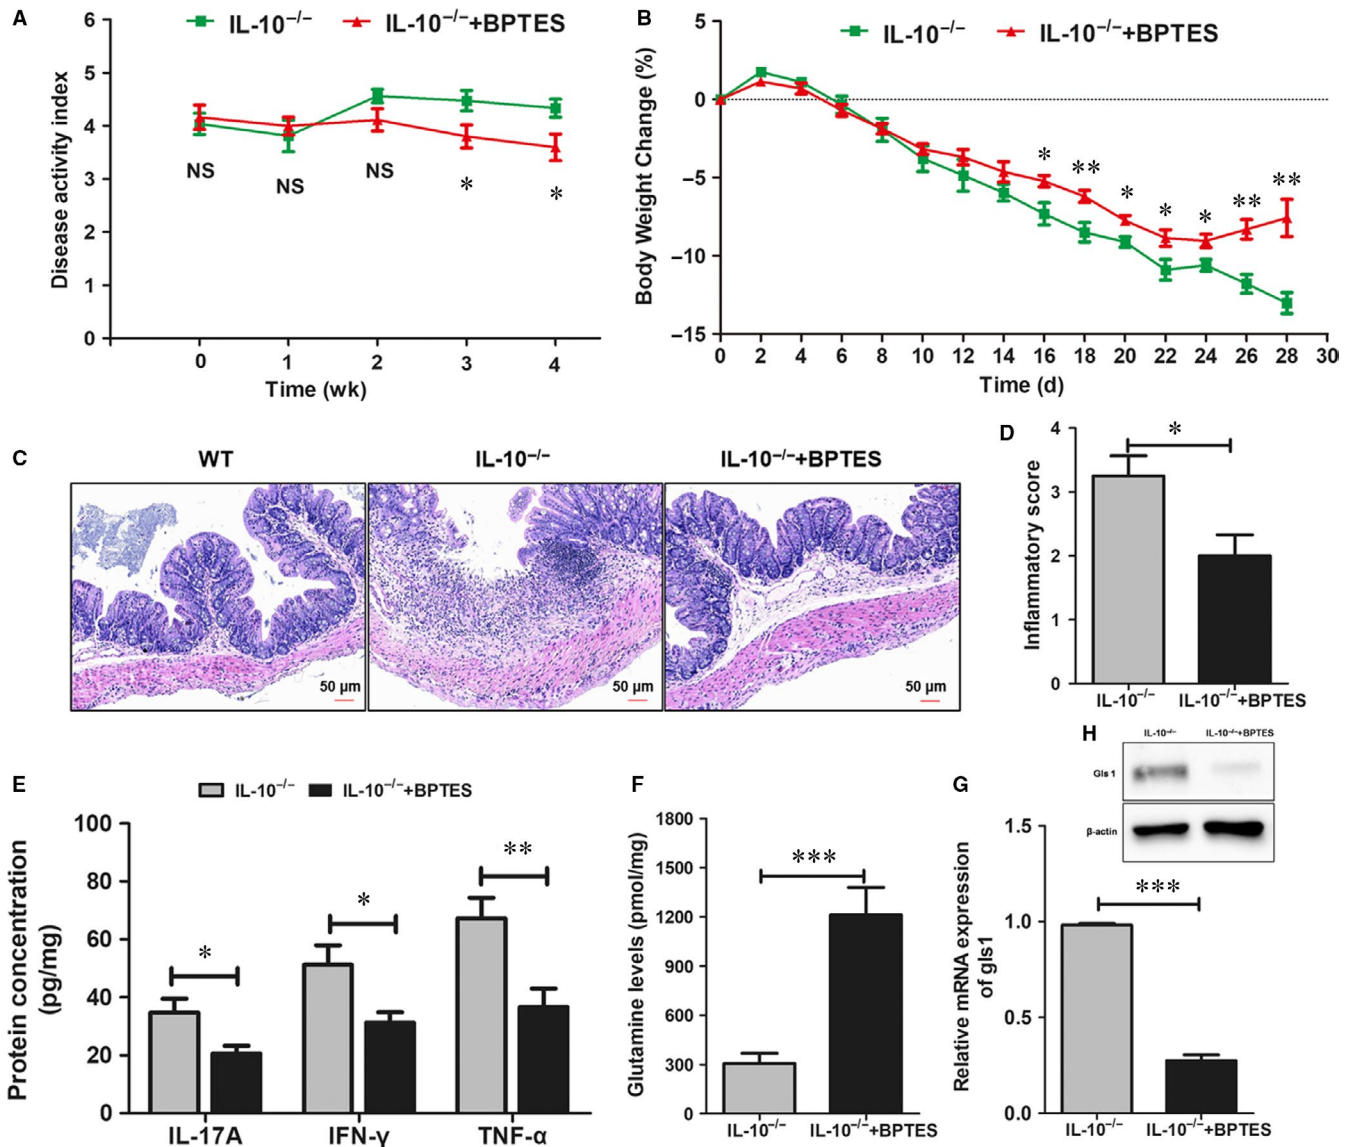 A
IL-10⁻/⁻ IL-10⁻/⁻+BPTES
Disease activity index
6
5
4
3
2
1
0
NS NS NS * *
0 1 2 3 4
Time (wk)
B
IL-10⁻/⁻ IL-10⁻/⁻+BPTES
Body Weight Change (%)
5
0
−5
−10
−15
* ** * * * ** **
0 2 4 6 8 10 12 14 16 18 20 22 24 26 28 30
Time (d)
C
WT IL-10⁻/⁻ IL-10⁻/⁻+BPTES
50 μm 50 μm 50 μm
D
Inflammatory score
4
3
2
1
0
*
IL-10⁻/⁻ IL-10⁻/⁻+BPTES
E
IL-10⁻/⁻ IL-10⁻/⁻+BPTES
Protein concentration
(pg/mg)
100
80
60
40
20
0
* * **
IL-17A IFN-γ TNF-α
F
Glutamine levels (pmol/mg)
1800
1500
1200
900
600
300
0
***
IL-10⁻/⁻ IL-10⁻/⁻+BPTES
G
Relative mRNA expression
of gls1
1.5
1.0
0.5
0.0
***
IL-10⁻/⁻ IL-10⁻/⁻+BPTES
H
IL-10⁻/⁻ IL-10⁻/⁻+BPTES
Gls 1
β-actin